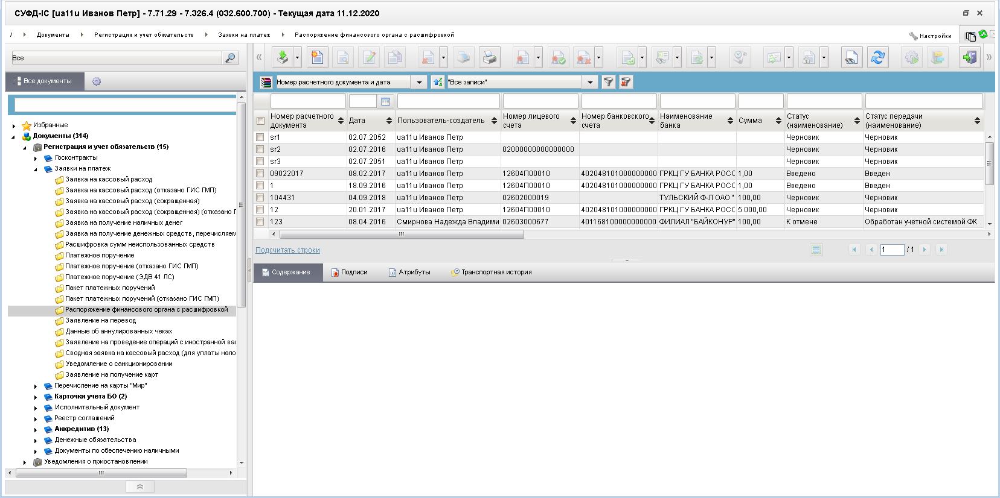 СУФД-IC [ua11u Иванов Петр] - 7.71.29 - 7.326.4 (032.600.700) - Текущая дата 11.12.2020
/ Документы Регистрация и учет обязательств Заявки на платеж Распоряжение финансового органа с расшифровкой
Настройки
Все
Все документы
Избранные
Документы (314)
Регистрация и учет обязательств (15)
Госконтракты
Заявки на платеж
Заявка на кассовый расход
Заявка на кассовый расход (отказано ГИС ГМП)
Заявка на кассовый расход (сокращенная)
Заявка на кассовый расход (сокращенная) (отказано Г
Заявка на получение наличных денег
Заявка на получение денежных средств, перечисляем
Расшифровка сумм неиспользованных средств
Платежное поручение
Платежное поручение (отказано ГИС ГМП)
Платежное поручение (ЭДВ 41 ЛС)
Пакет платежных поручений
Пакет платежных поручений (отказано ГИС ГМП)
Распоряжение финансового органа с расшифровкой
Заявление на перевод
Данные об аннулированных чеках
Заявление на проведение операций с иностранной вал
Сводная заявка на кассовый расход (для уплаты нало
Уведомление о санкционировании
Заявление на получение карт
Перечисление на карты "Мир"
Карточки учета БО (2)
Исполнительный документ
Реестр соглашений
Аккредитив (13)
Денежные обязательства
Документы по обеспечению наличными
Уведомления о приостановлении
Номер расчетного документа и дата
"Все записи"
Номер расчетного документа Дата Пользователь-создатель Номер лицевого счета Номер банковского счета Наименование банка Сумма Статус (наименование) Статус передачи (наименование)
sr1 02.07.2052 ua11u Иванов Петр Черновик Черновик
sr2 02.07.2016 ua11u Иванов Петр 02000000000000000 Черновик Черновик
sr3 02.07.2051 ua11u Иванов Петр Черновик Черновик
09022017 08.02.2017 ua11u Иванов Петр 12604П00010 402048101000000000 ГРКЦ ГУ БАНКА РОСС 1,00 Введено Введен
1 18.09.2016 ua11u Иванов Петр 12604П00010 402048101000000000 ГРКЦ ГУ БАНКА РОСС 1,00 Введено Введен
104431 04.09.2018 ua11u Иванов Петр 02602000019 ТУЛЬСКИЙ Ф-Л ОАО " 100,00 Черновик Черновик
12 20.01.2017 ua11u Иванов Петр 12604П00010 402048101000000000 ГРКЦ ГУ БАНКА РОСС 5 000,00 Черновик Черновик
123 08.04.2016 Смирнова Надежда Владими 02603000677 401168100000000000 ФИЛИАЛ "БАЙКОНУР" 100,00 К отмене Обработан учетной системой ФК
Подсчитать строки
1 / 1
Содержание Подписи Атрибуты Транспортная история